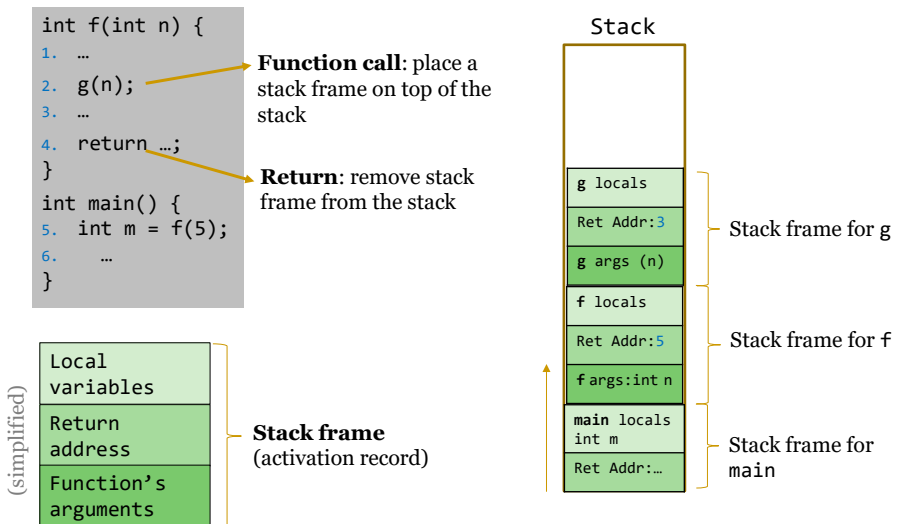 int f(int n) {
1. …
2. g(n);
3. …
4. return …;
}
int main() {
5. int m = f(5);
6. …
}
Function call: place a
stack frame on top of the
stack
Return: remove stack
frame from the stack
(simplified)
Local
variables
Return
address
Function’s
arguments
Stack frame
(activation record)
Stack
g locals
Ret Addr:3
g args (n)
Stack frame for g
f locals
Ret Addr:5
f args:int n
Stack frame for f
main locals
int m
Ret Addr:…
Stack frame for
main